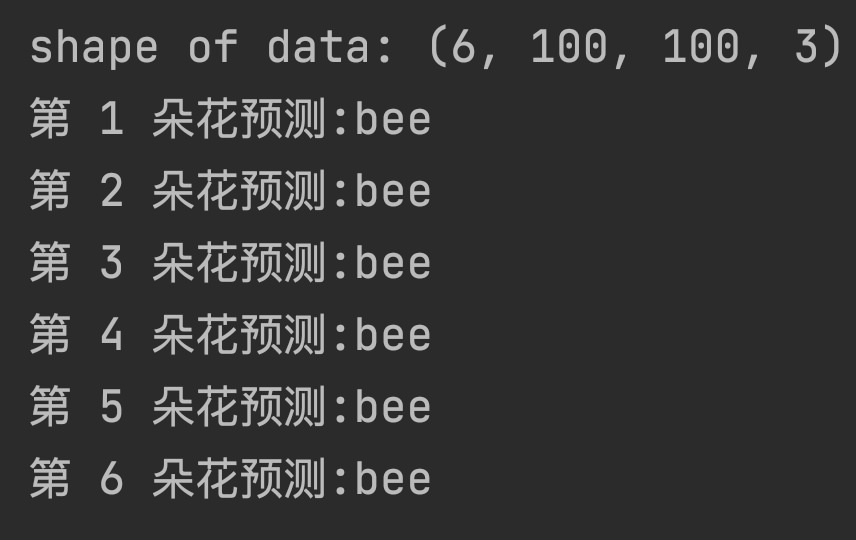 shape of data: (6, 100, 100, 3)
第 1 朵花预测:bee
第 2 朵花预测:bee
第 3 朵花预测:bee
第 4 朵花预测:bee
第 5 朵花预测:bee
第 6 朵花预测:bee